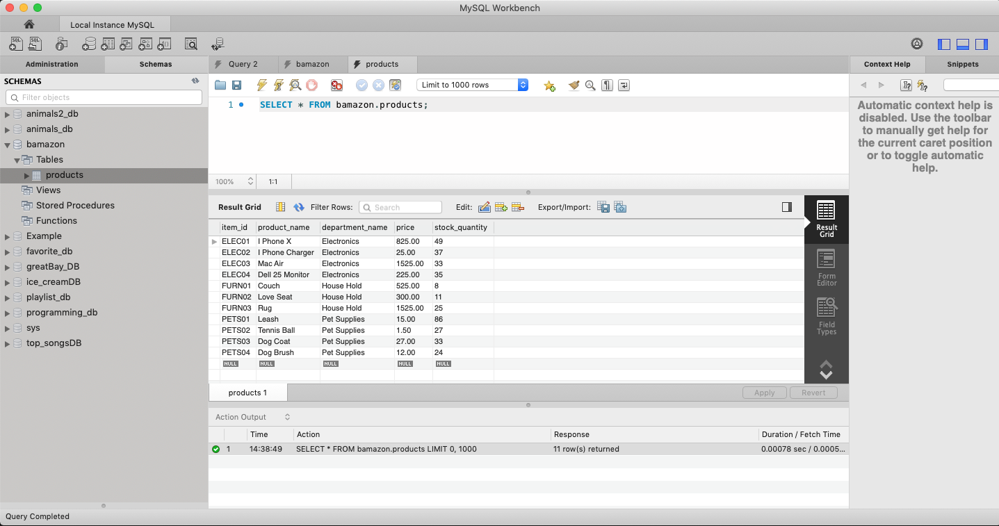 MySQL Workbench
Local Instance MySQL
SQL SQL
Administration Schemas
SCHEMAS
Filter objects
animals2_db
animals_db
bamazon
Tables
products
Views
Stored Procedures
Functions
Example
favorite_db
greatBay_DB
ice_creamDB
playlist_db
programming_db
sys
top_songsDB
Query 2 bamazon products
Limit to 1000 rows
1 SELECT * FROM bamazon.products;
100% 1:1
Result Grid Filter Rows: Search Edit: Export/Import:
item_id product_name department_name price stock_quantity
ELEC01 I Phone X Electronics 825.00 49
ELEC02 I Phone Charger Electronics 25.00 37
ELEC03 Mac Air Electronics 1525.00 33
ELEC04 Dell 25 Monitor Electronics 225.00 35
FURN01 Couch House Hold 525.00 8
FURN02 Love Seat House Hold 300.00 11
FURN03 Rug House Hold 1525.00 25
PETS01 Leash Pet Supplies 15.00 86
PETS02 Tennis Ball Pet Supplies 1.50 27
PETS03 Dog Coat Pet Supplies 27.00 33
PETS04 Dog Brush Pet Supplies 12.00 24
NULL NULL NULL NULL NULL
Result
Grid
Form
Editor
Field
Types
products 1 Apply Revert
Action Output
Time Action Response Duration / Fetch Time
1 14:38:49 SELECT * FROM bamazon.products LIMIT 0, 1000 11 row(s) returned 0.00078 sec / 0.0005...
Context Help Snippets
Automatic context help is
disabled. Use the toolbar
to manually get help for
the current caret position
or to toggle automatic
help.
Query Completed